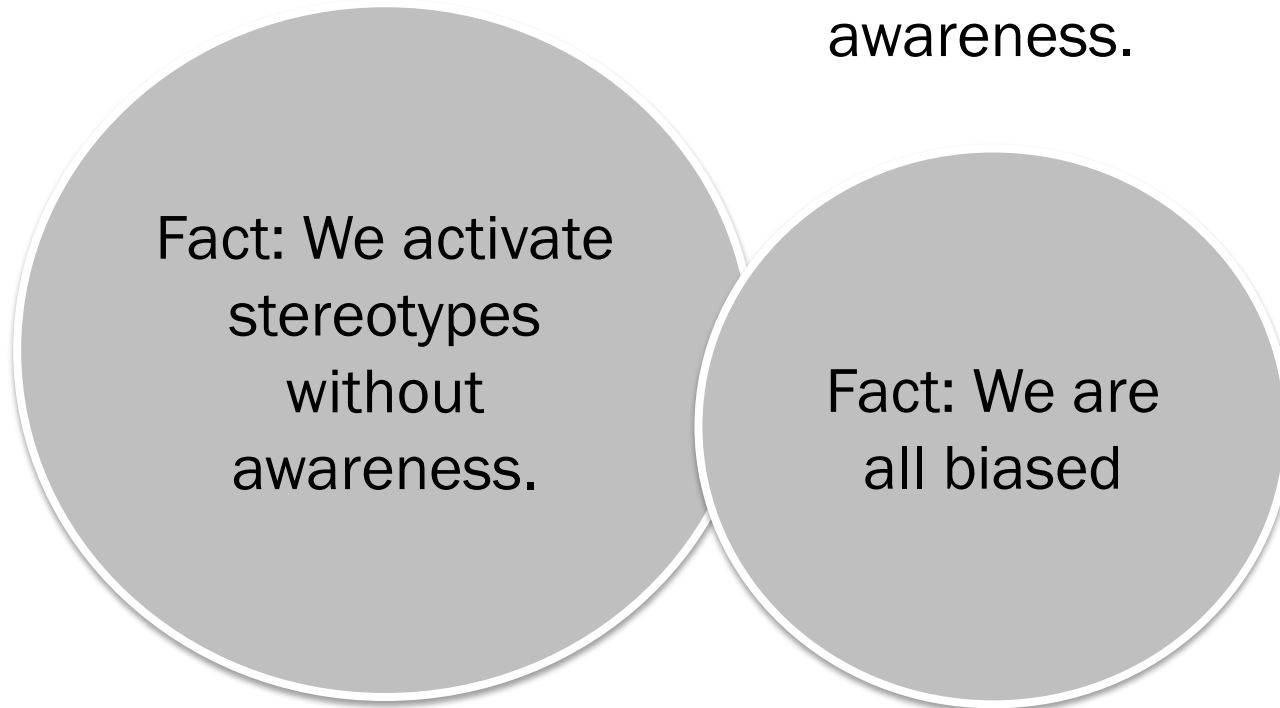 awareness.
Fact: We activate
stereotypes
without
awareness.
Fact: We are
all biased